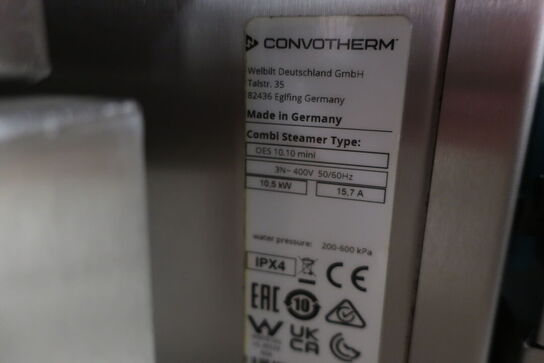 CONVOTHERM
Welbilt Deutschland GmbH
Talstr. 35
82436 Eglfing Germany
Made in Germany
Combi Steamer Type:
OES 10.10 mini
3N~ 400V 50/60Hz
10,5 kW 15,7 A
water pressure: 200-600 kPa
IPX4 CE
EAC 10
UK
CA